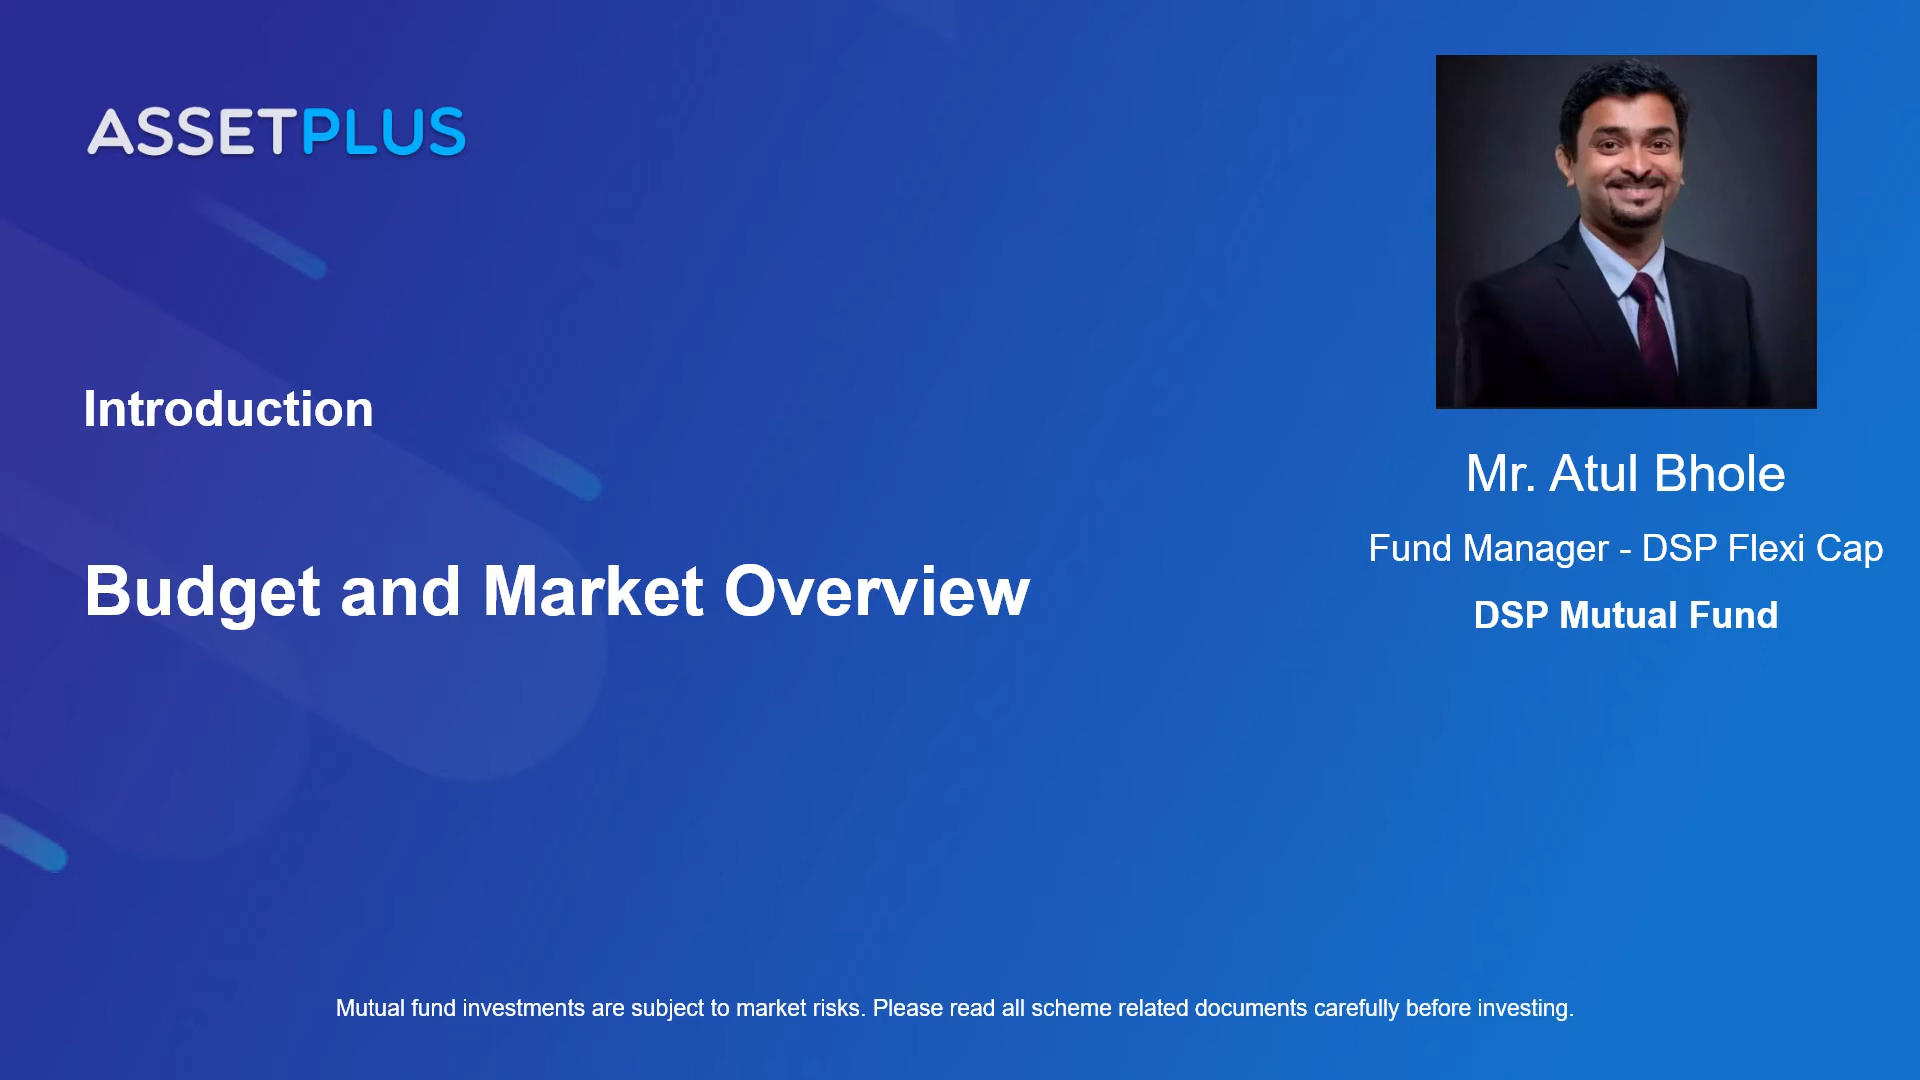 ASSETPLUS
Introduction
Budget and Market Overview
Mr. Atul Bhole
Fund Manager - DSP Flexi Cap
DSP Mutual Fund
Mutual fund investments are subject to market risks. Please read all scheme related documents carefully before investing.